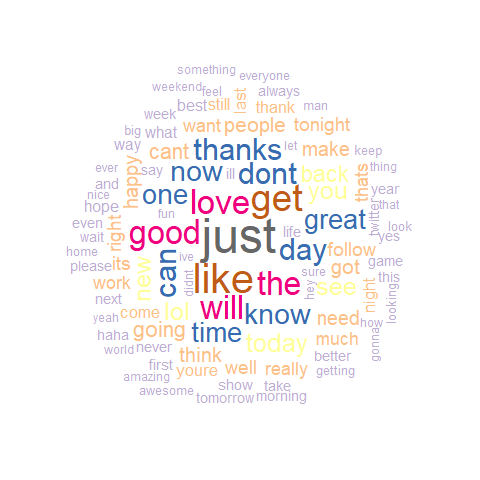 something
everyone
weekend feel always
best still last thank man
week
big what want people tonight
way cant thanks let make keep
ever say now ill dont back thats thing
and happy one love get you year
nice
hope fun great twitter that
even right good just life look
wait day follow yes
home its can ive like the sure got game
please work new didnt hey see night this
next will know looking
yeah come lol need how
haha going time today much gonna
world never think better
first youre well really getting
amazing show take
awesome tomorrow morning